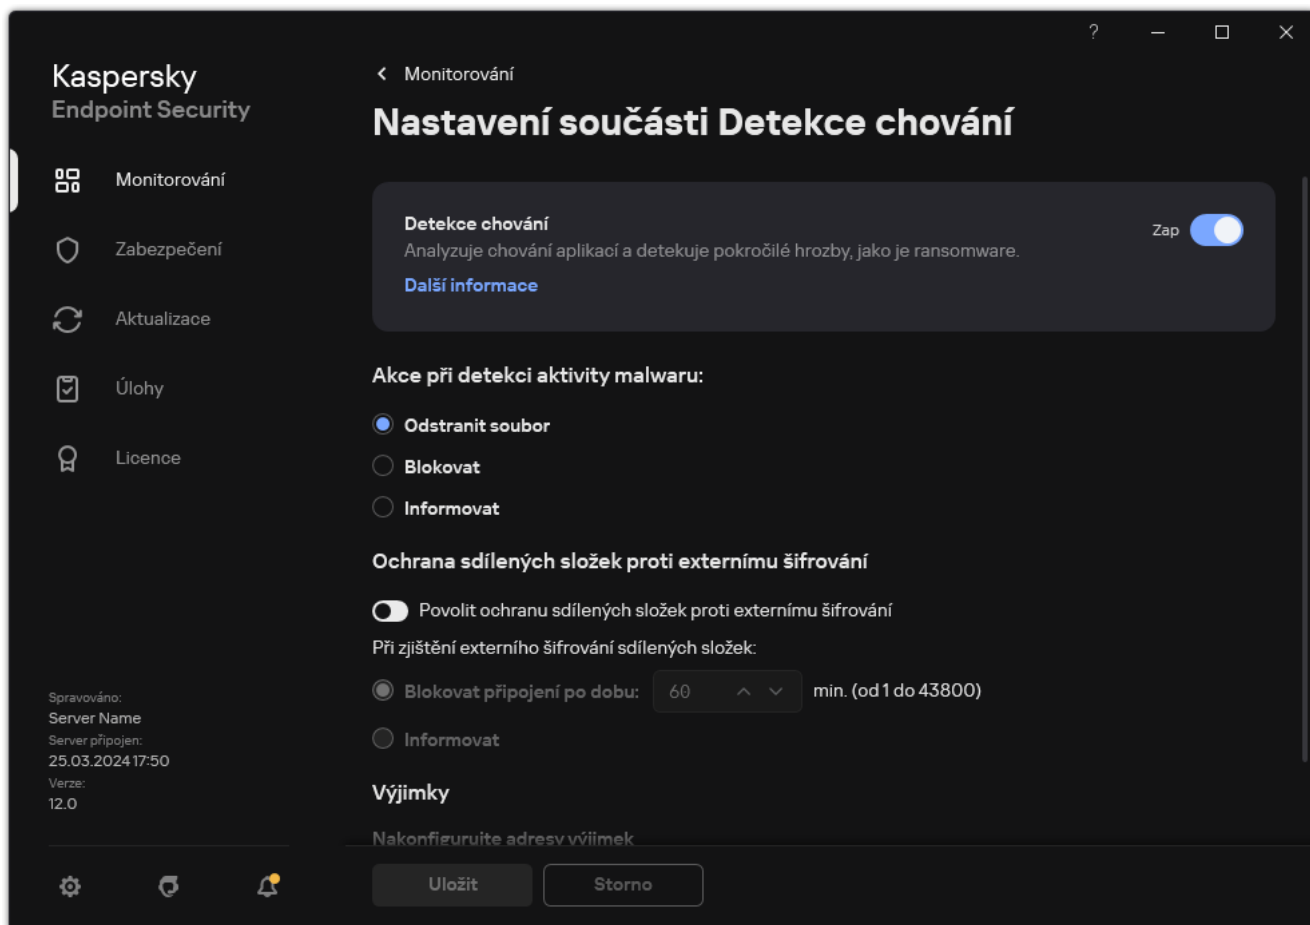 ?
Kaspersky
Endpoint Security
Monitorování
Zabezpečení
Aktualizace
Úlohy
Licence
Spravováno:
Server Name
Server připojen:
25.03.2024 17:50
Verze:
12.0
Monitorování
Nastavení součásti Detekce chování
Detekce chování
Zap
Analyzuje chování aplikací a detekuje pokročilé hrozby, jako je ransomware.
Další informace
Akce při detekci aktivity malwaru:
Odstranit soubor
Blokovat
Informovat
Ochrana sdílených složek proti externímu šifrování
Povolit ochranu sdílených složek proti externímu šifrování
Při zjištění externího šifrování sdílených složek:
Blokovat připojení po dobu: 60 min. (od 1 do 43800)
Informovat
Výjimky
Nakonfigurujte adresy výjimek
Uložit
Storno